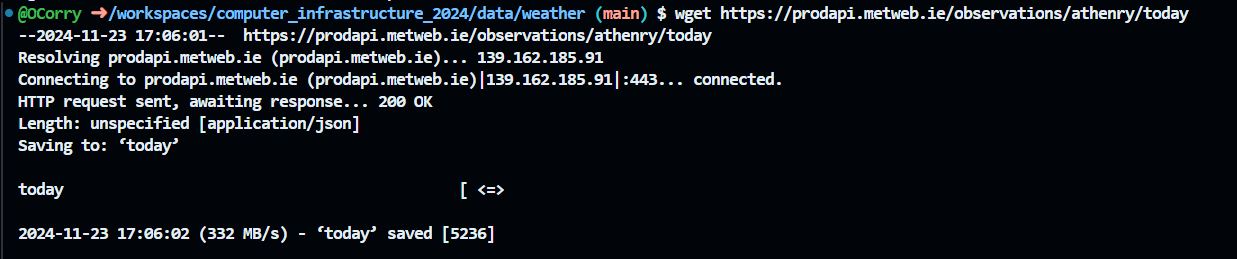 @OCorry ➜/workspaces/computer_infrastructure_2024/data/weather (main) $ wget https://prodapi.metweb.ie/observations/athenry/today
--2024-11-23 17:06:01--  https://prodapi.metweb.ie/observations/athenry/today
Resolving prodapi.metweb.ie (prodapi.metweb.ie)... 139.162.185.91
Connecting to prodapi.metweb.ie (prodapi.metweb.ie)|139.162.185.91|:443... connected.
HTTP request sent, awaiting response... 200 OK
Length: unspecified [application/json]
Saving to: ‘today’
today [ <=>
2024-11-23 17:06:02 (332 MB/s) - ‘today’ saved [5236]